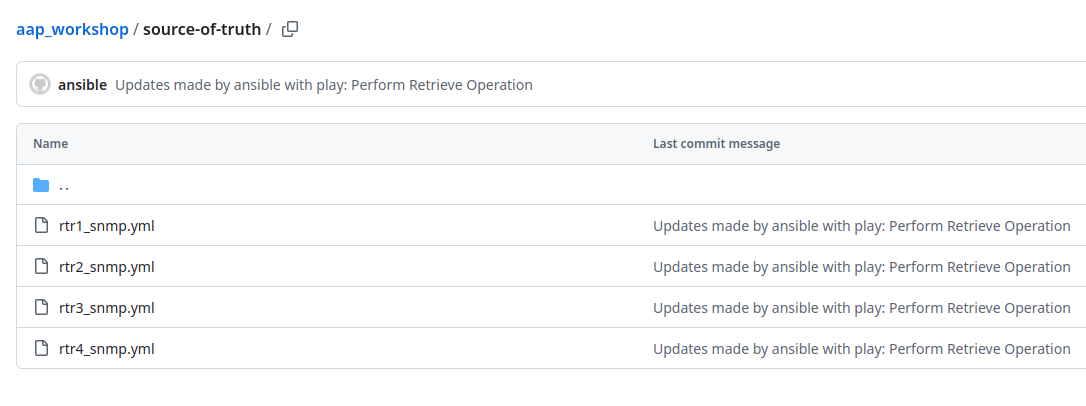 aap_workshop / source-of-truth /
ansible Updates made by ansible with play: Perform Retrieve Operation
Name Last commit message
..
rtr1_snmp.yml Updates made by ansible with play: Perform Retrieve Operation
rtr2_snmp.yml Updates made by ansible with play: Perform Retrieve Operation
rtr3_snmp.yml Updates made by ansible with play: Perform Retrieve Operation
rtr4_snmp.yml Updates made by ansible with play: Perform Retrieve Operation